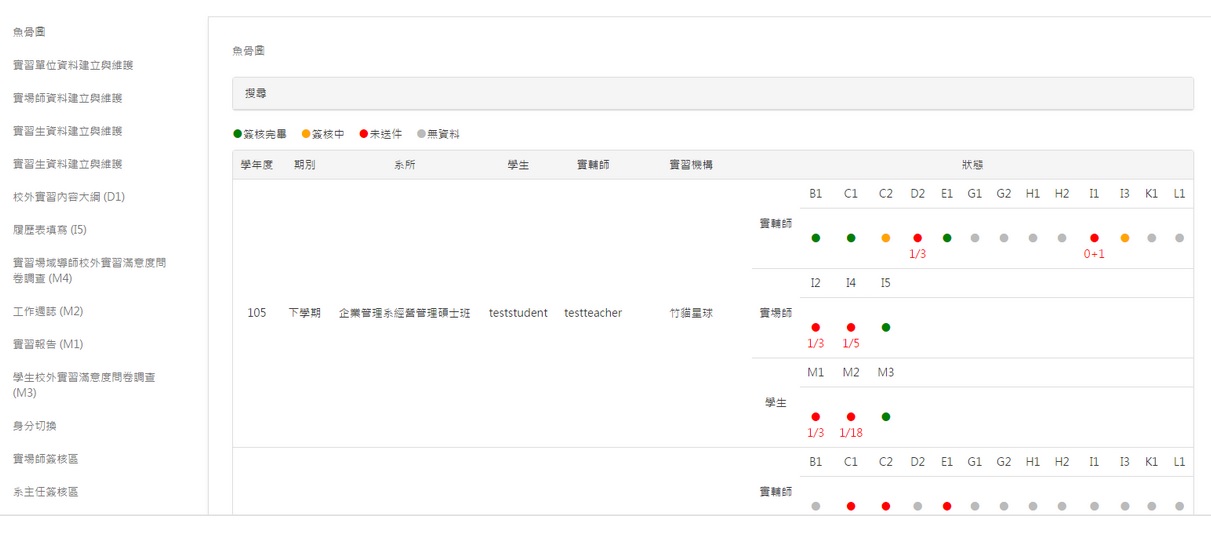 魚骨圖
實習單位資料建立與維護
實場師資料建立與維護
實習生資料建立與維護
實習生資料建立與維護
校外實習內容大綱 (D1)
履歷表填寫 (I5)
實習場域導師校外實習滿意度問
卷調查 (M4)
工作週誌 (M2)
實習報告 (M1)
學生校外實習滿意度問卷調查
(M3)
身分切換
實場師簽核區
系主任簽核區
魚骨圖
搜尋
簽核完畢 簽核中 未送件 無資料
學年度 期別 系所 學生 實輔師 實習機構 狀態
B1 C1 C2 D2 E1 G1 G2 H1 H2 I1 I3 K1 L1
實輔師
1/3 0+1
I2 I4 I5
105 下學期 企業管理系經營管理碩士班 teststudent testteacher 竹貓星球 實場師
1/3 1/5
M1 M2 M3
學生
1/3 1/18
B1 C1 C2 D2 E1 G1 G2 H1 H2 I1 I3 K1 L1
實輔師